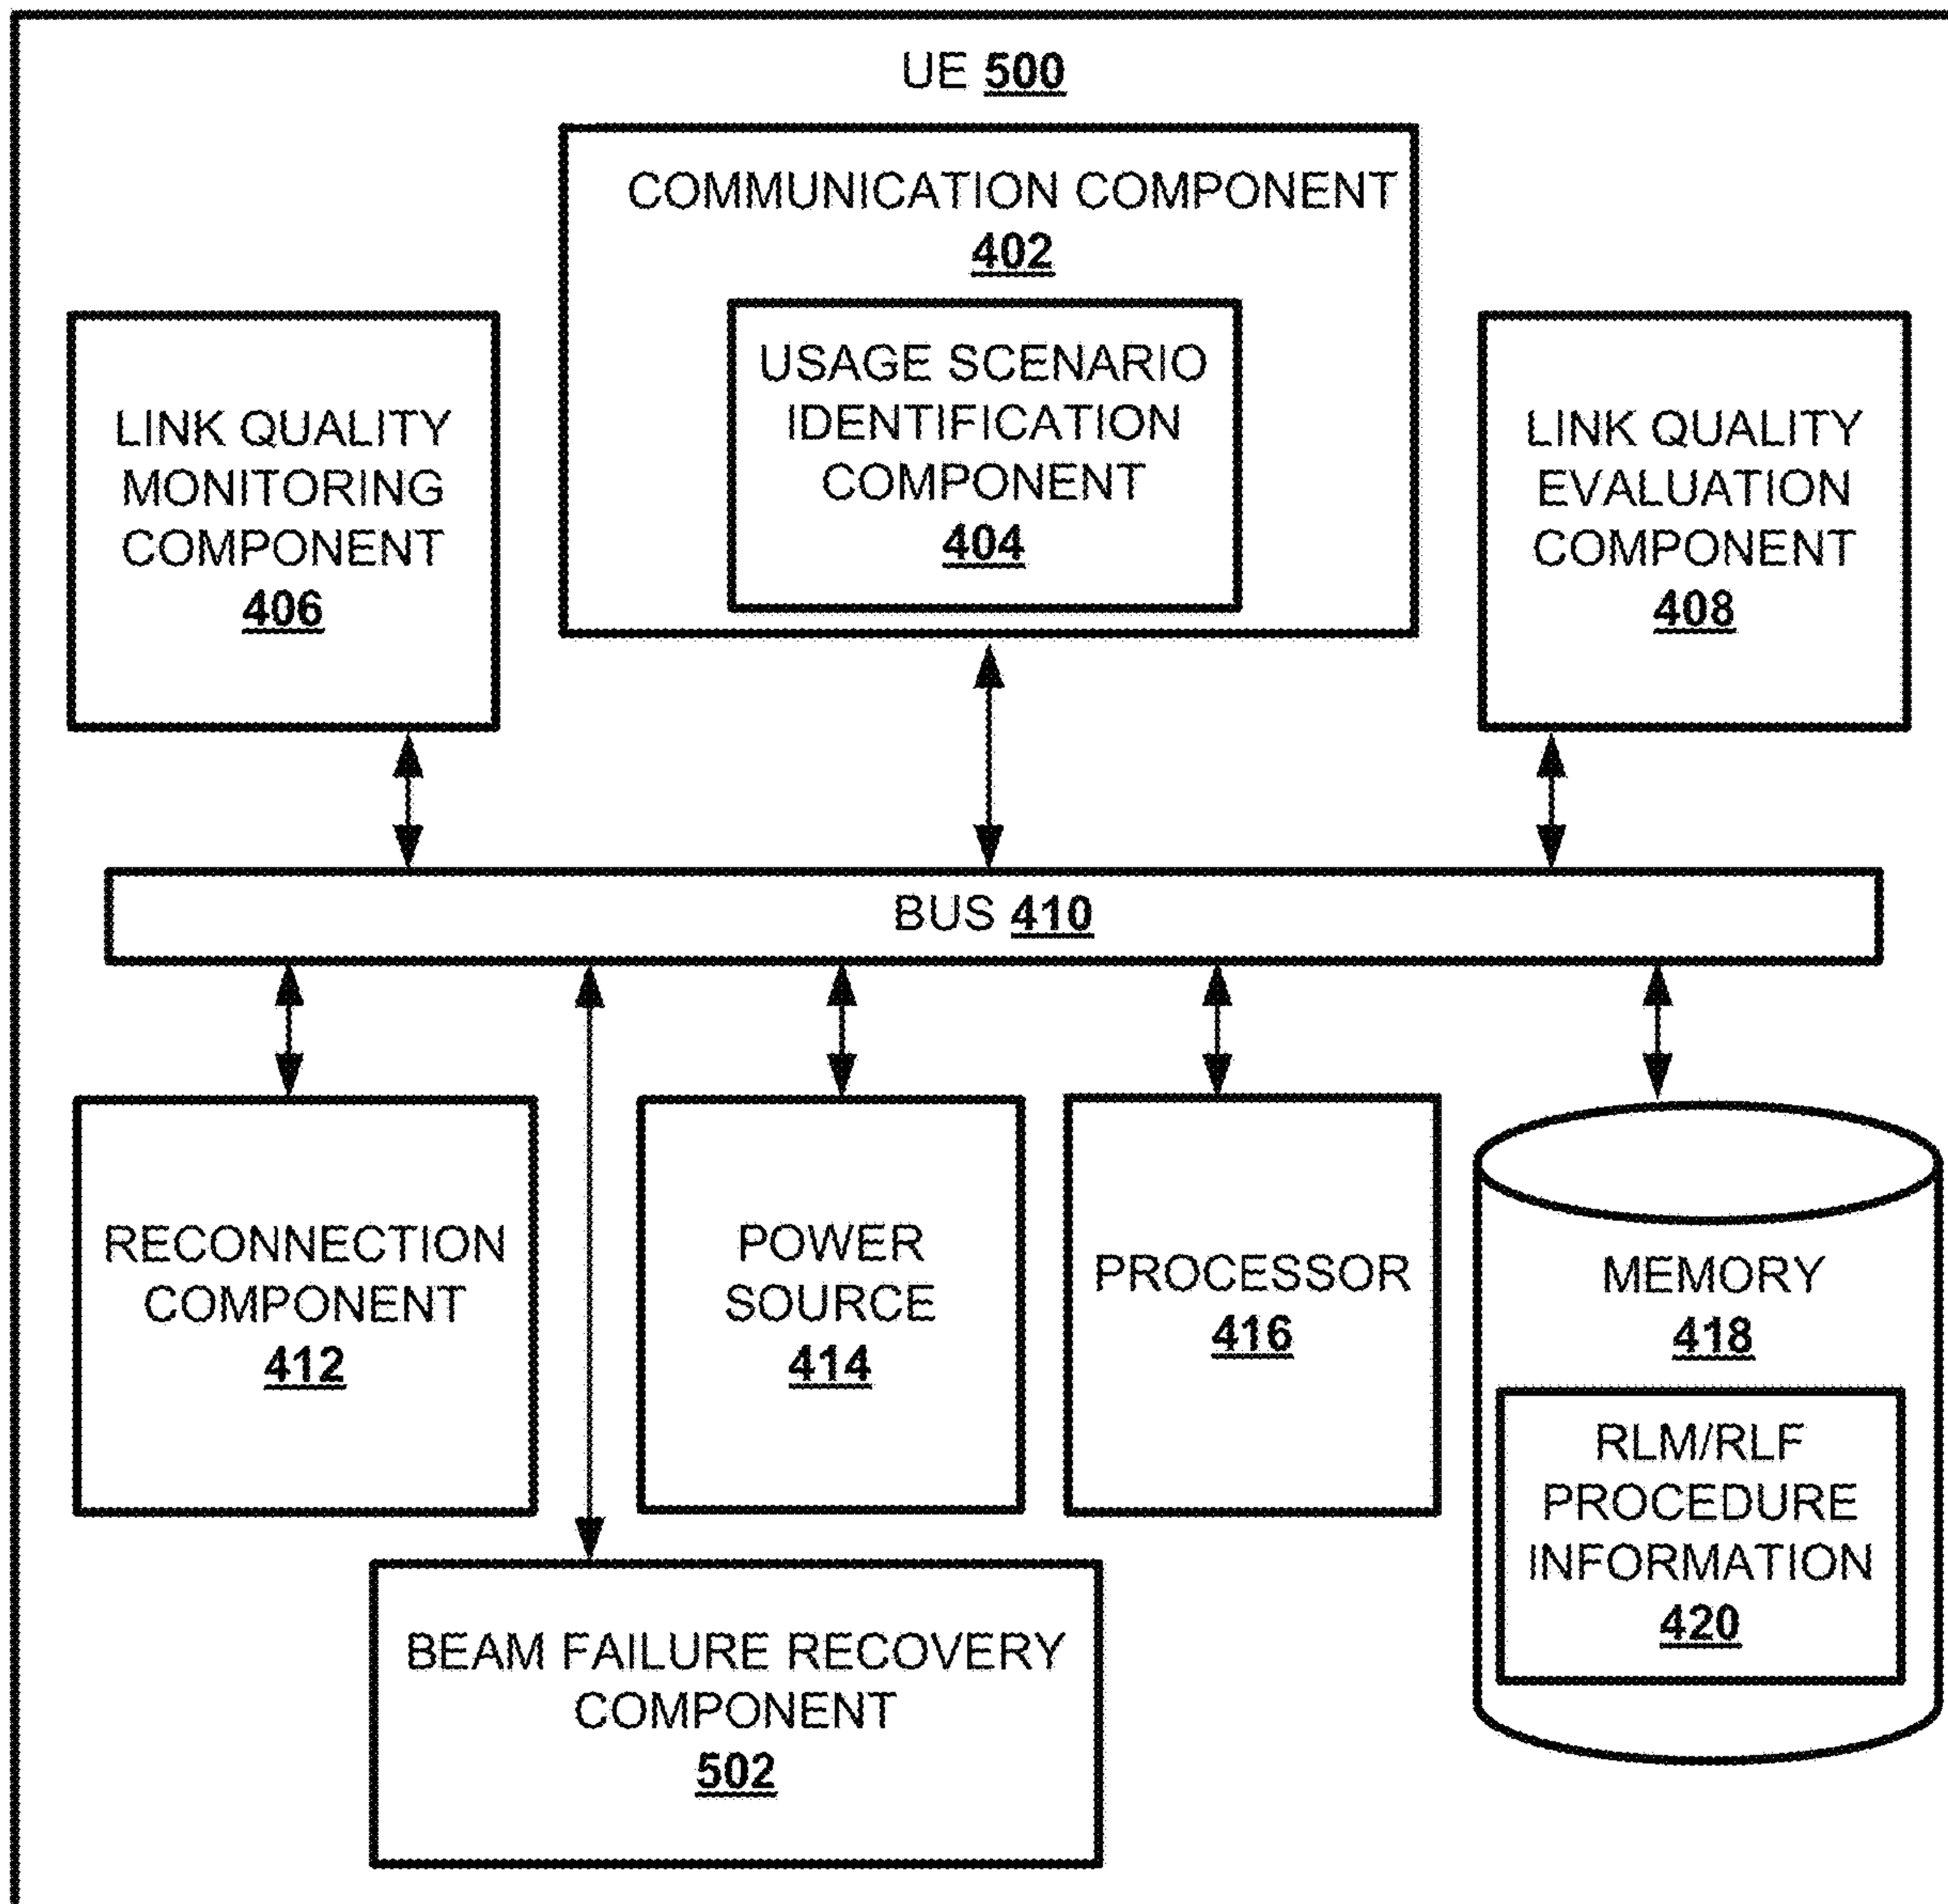 UE 500
COMMUNICATION COMPONENT
402
USAGE SCENARIO
IDENTIFICATION
COMPONENT
404
LINK QUALITY
MONITORING
COMPONENT
406
LINK QUALITY
EVALUATION
COMPONENT
408
BUS 410
RECONNECTION
COMPONENT
412
POWER
SOURCE
414
PROCESSOR
416
MEMORY
418
RLM/RLF
PROCEDURE
INFORMATION
420
BEAM FAILURE RECOVERY
COMPONENT
502